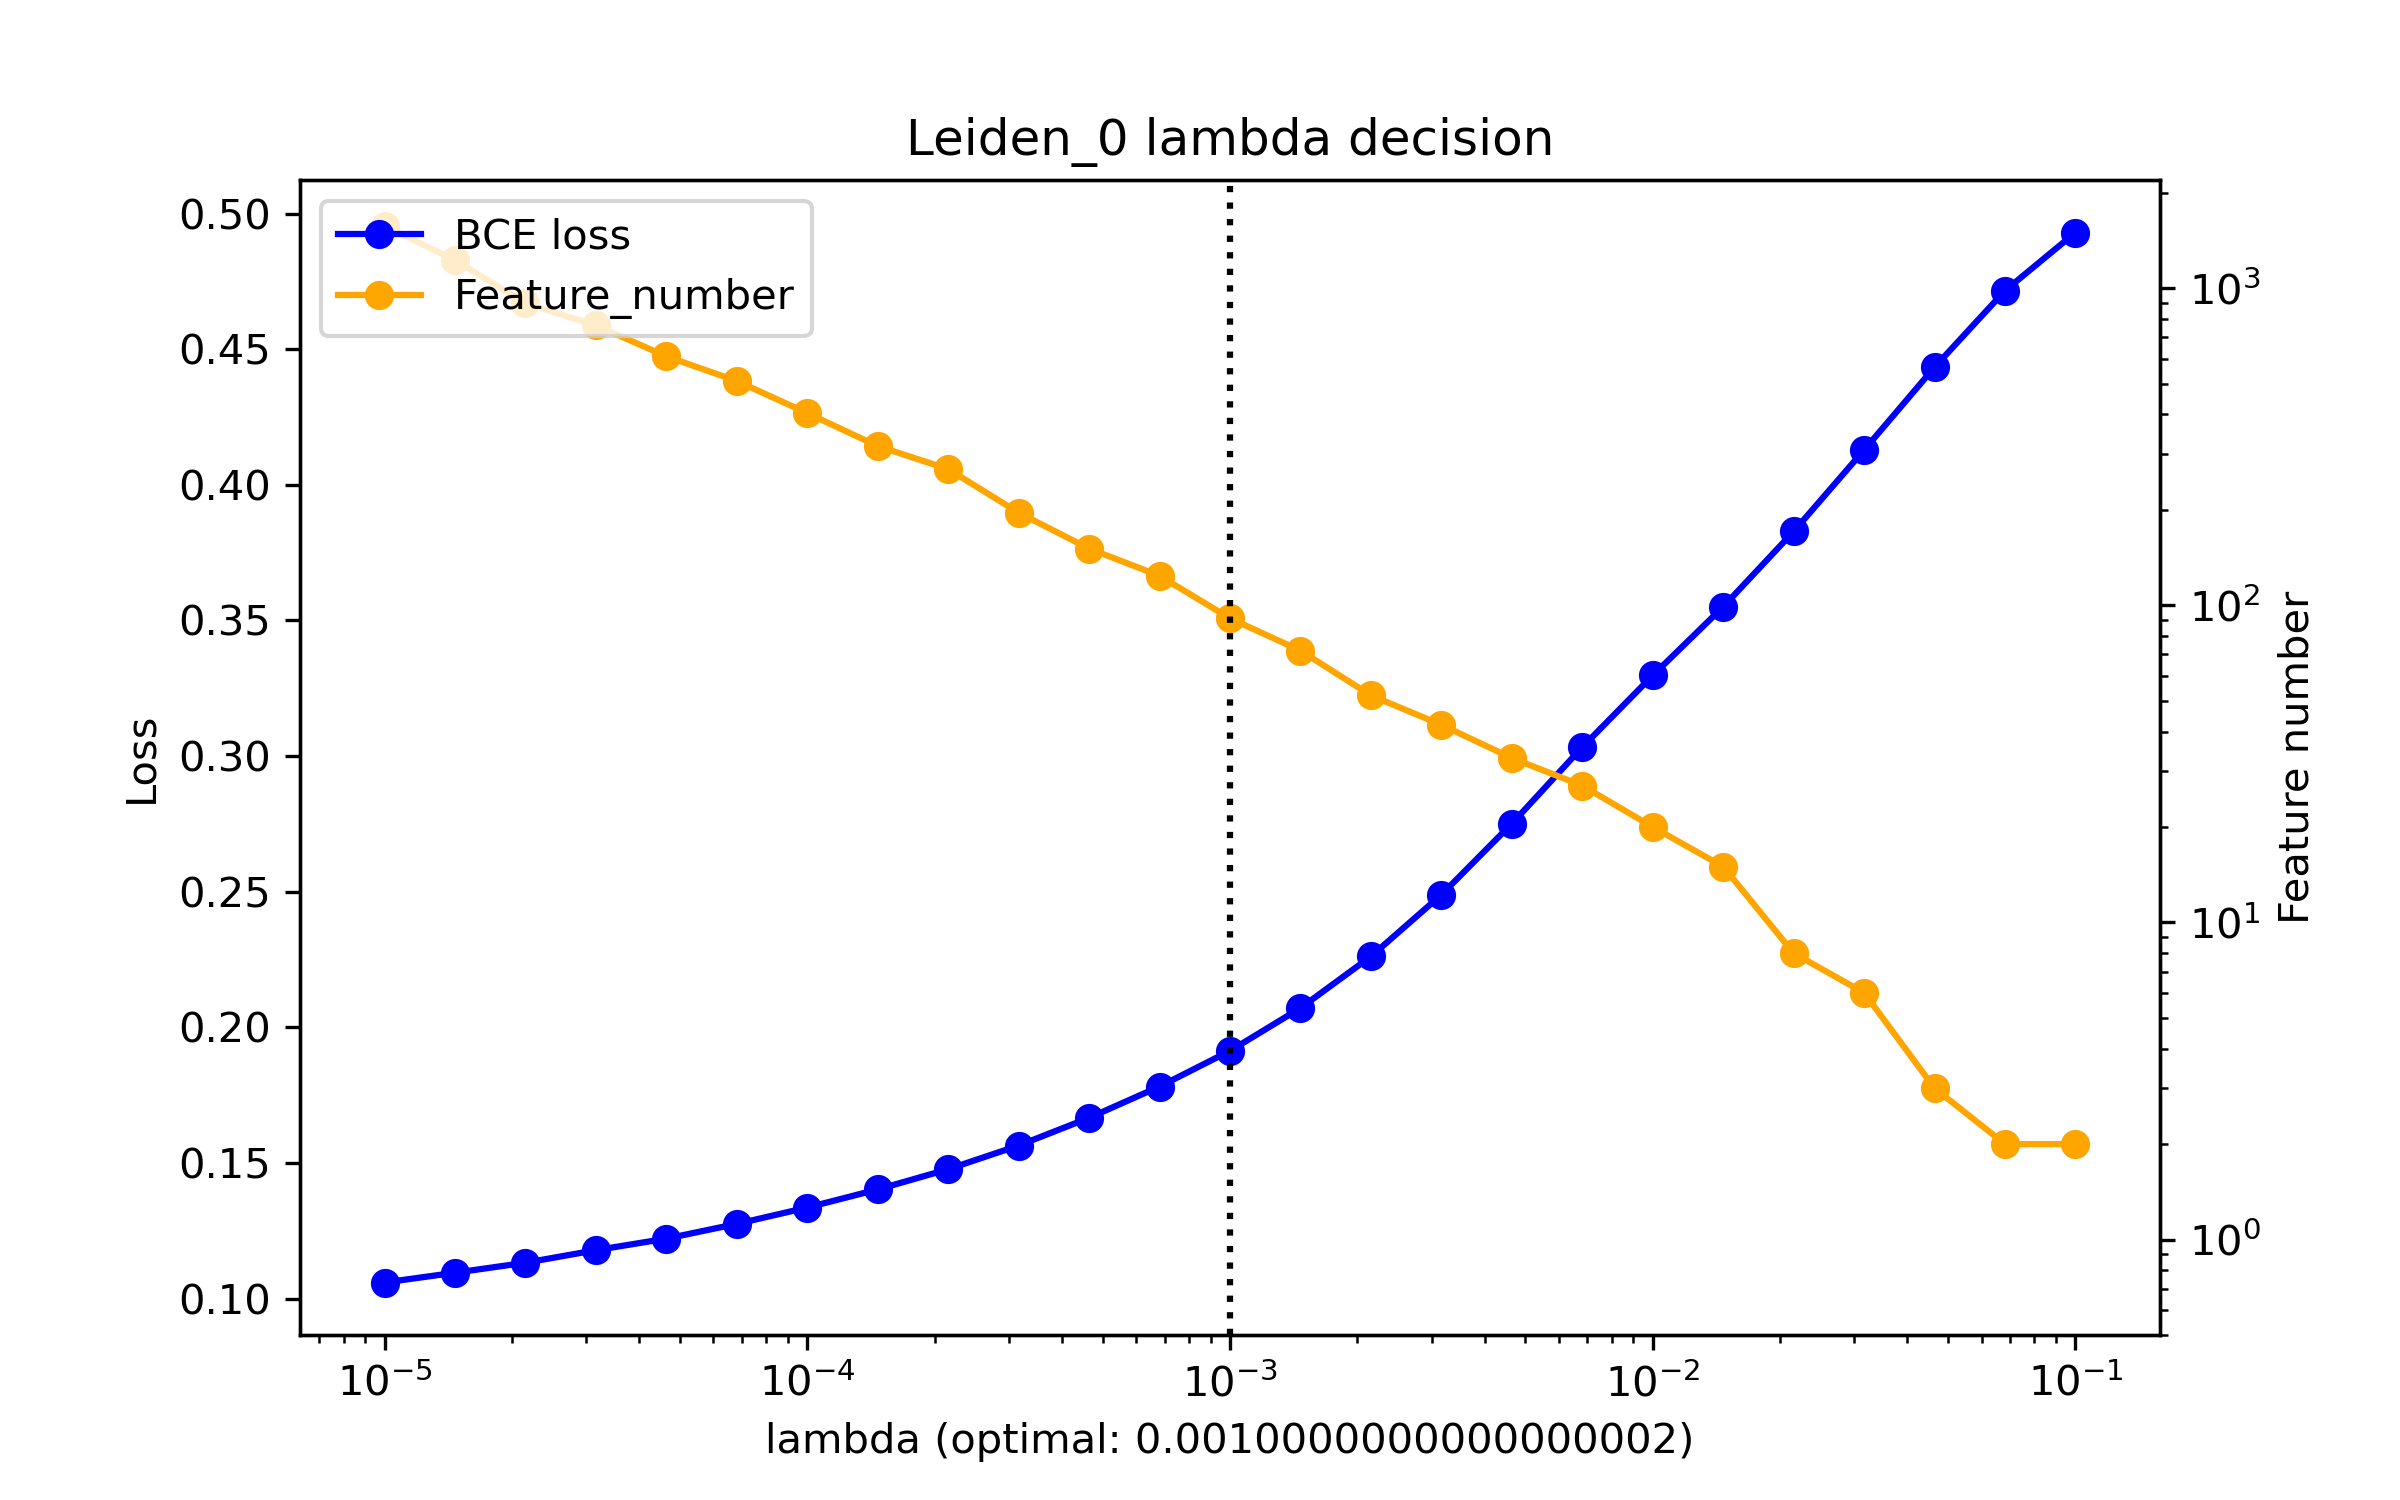 Leiden_0 lambda decision
BCE loss
Feature_number
0.50
0.45
0.40
0.35
0.30
0.25
0.20
0.15
0.10
Loss
10³
10²
10¹
10⁰
Feature number
10⁻⁵ 10⁻⁴ 10⁻³ 10⁻² 10⁻¹
lambda (optimal: 0.0010000000000000002)